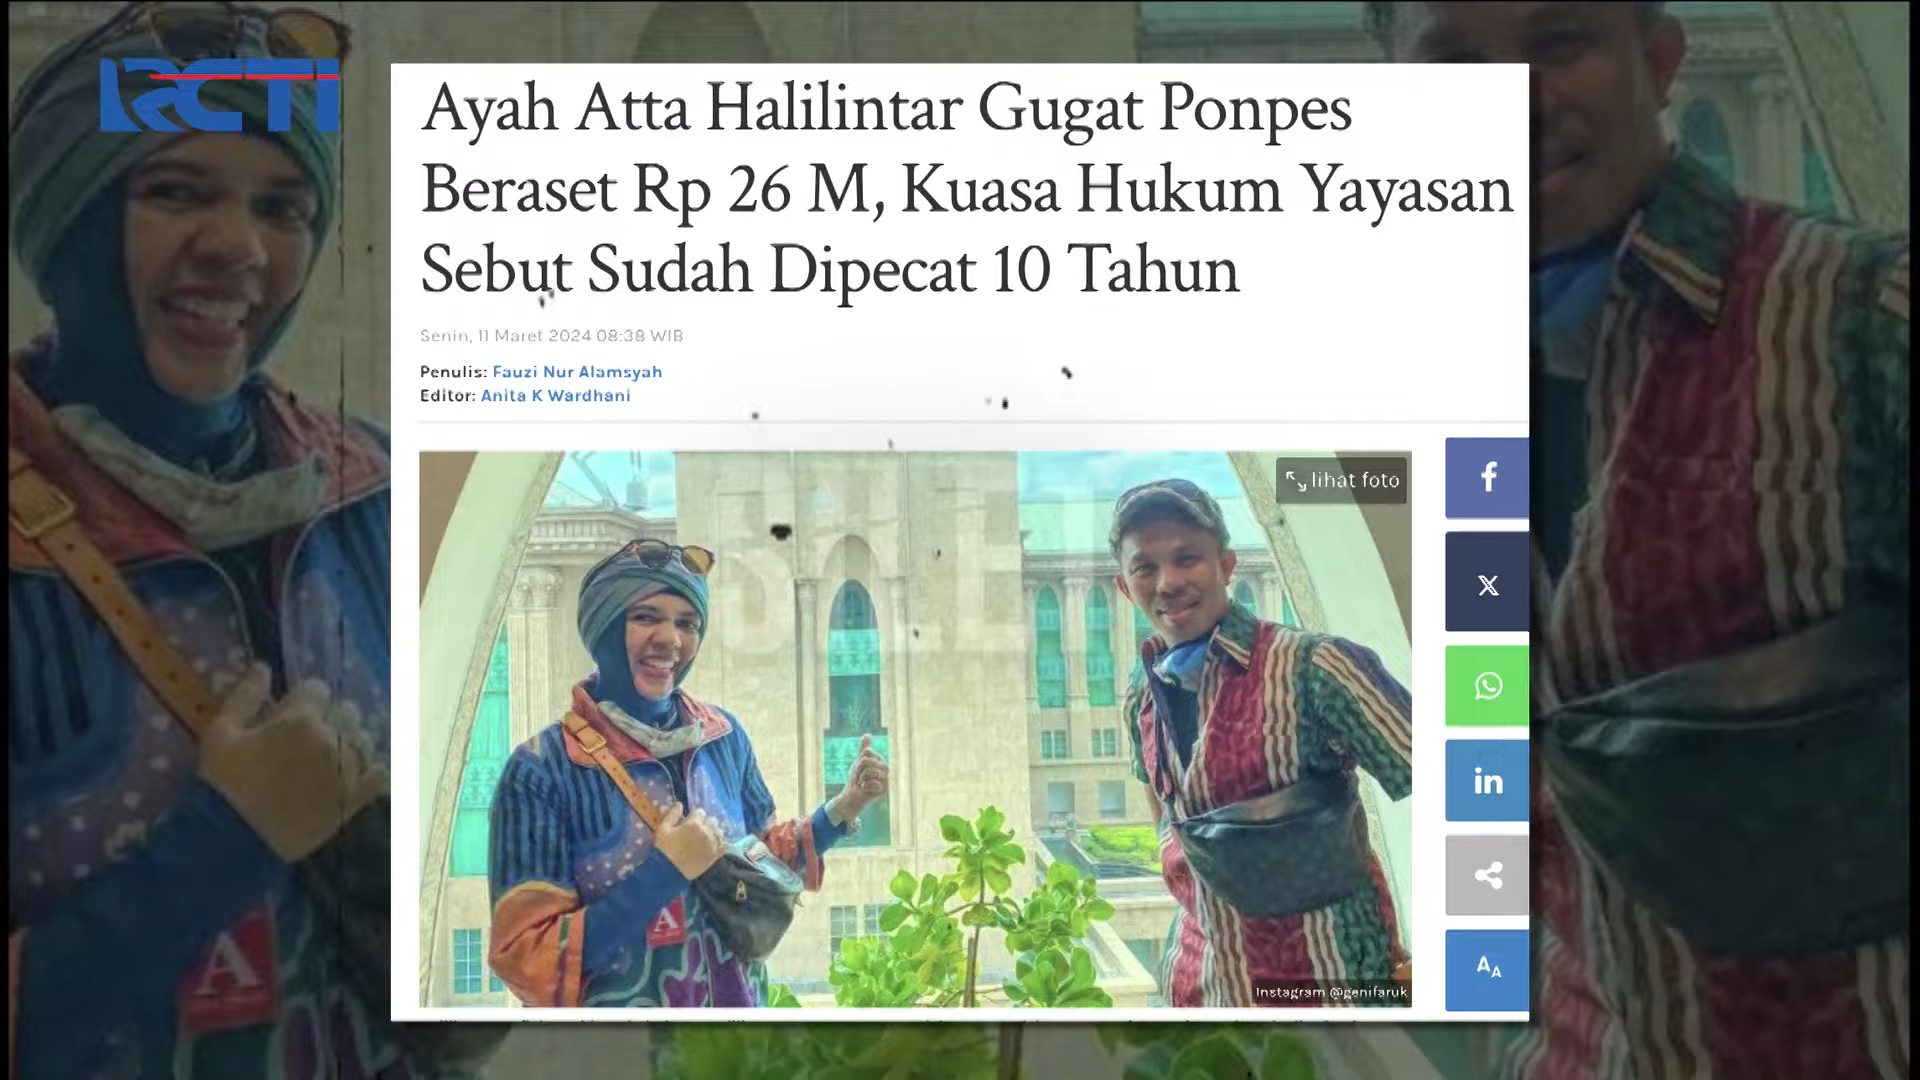 RCTI
Ayah Atta Halilintar Gugat Ponpes
Beraset Rp 26 M, Kuasa Hukum Yayasan
Sebut Sudah Dipecat 10 Tahun
Senin, 11 Maret 2024 08:38 WIB
Penulis: Fauzi Nur Alamsyah
Editor: Anita K Wardhani
lihat foto
A
A
Instagram @genifaruk
AA